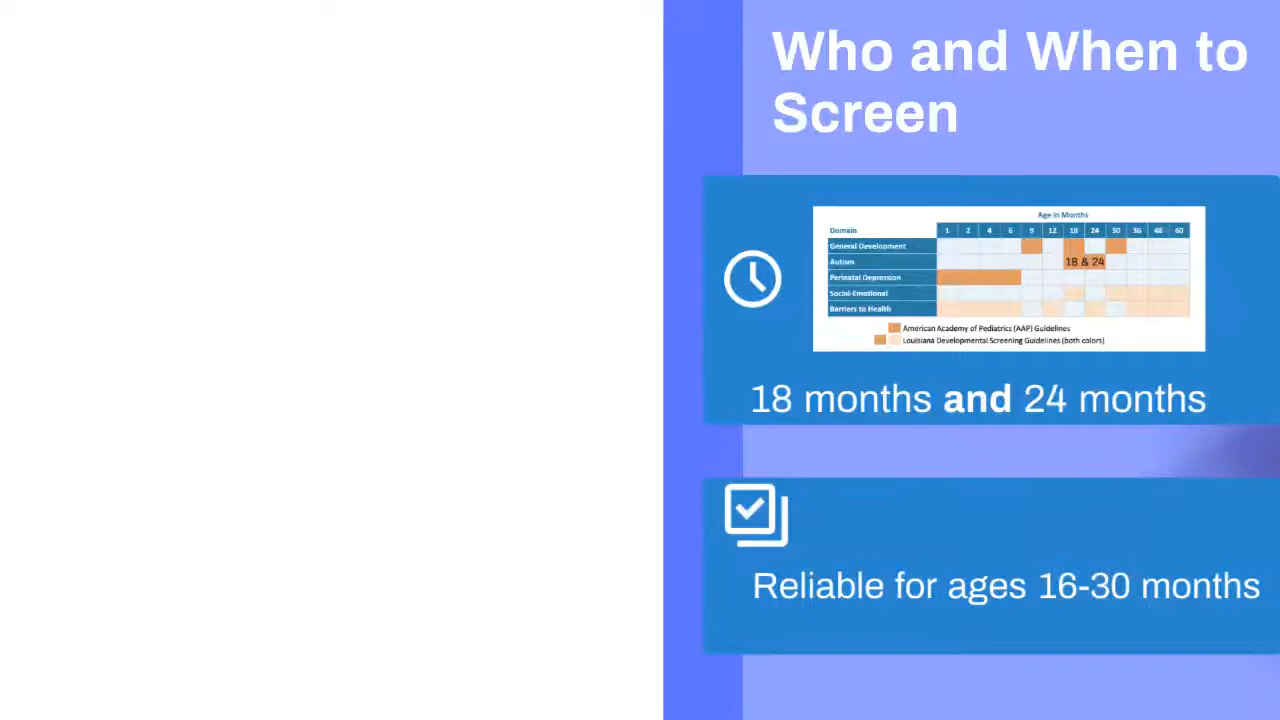 Who and When to
Screen
Age in Months
Domain 1 2 4 6 9 12 18 24 30 36 48 60
General Development
Autism 18 & 24
Perinatal Depression
Social-Emotional
Barriers to Health
American Academy of Pediatrics (AAP) Guidelines
Louisiana Developmental Screening Guidelines (both colors)
18 months and 24 months
Reliable for ages 16-30 months